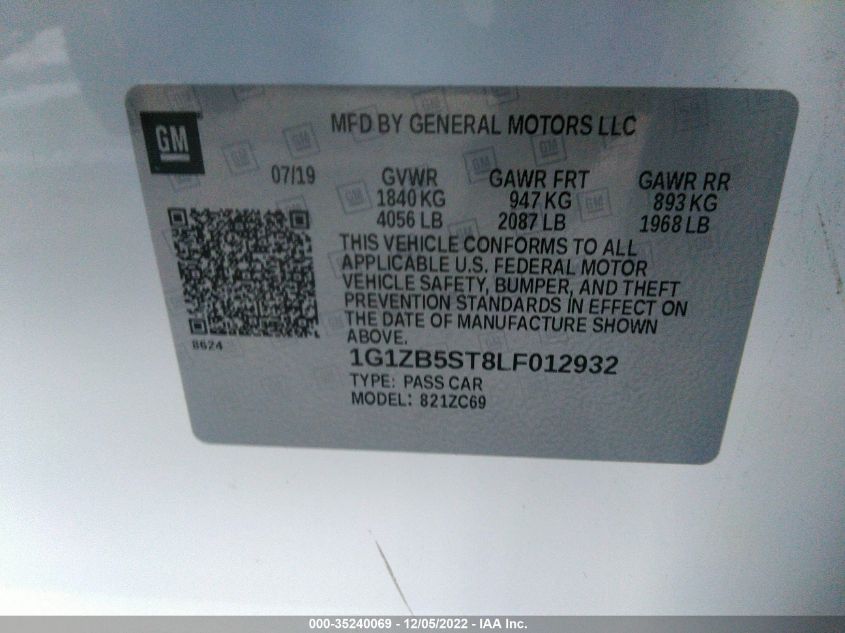 GM
MFD BY GENERAL MOTORS LLC
07/19
GVWR GAWR FRT GAWR RR
1840 KG 947 KG 893 KG
4056 LB 2087 LB 1968 LB
THIS VEHICLE CONFORMS TO ALL
APPLICABLE U.S. FEDERAL MOTOR
VEHICLE SAFETY, BUMPER, AND THEFT
PREVENTION STANDARDS IN EFFECT ON
THE DATE OF MANUFACTURE SHOWN
ABOVE.
8624
1G1ZB5ST8LF012932
TYPE: PASS CAR
MODEL: 821ZC69
000-35240069 - 12/05/2022 - IAA Inc.